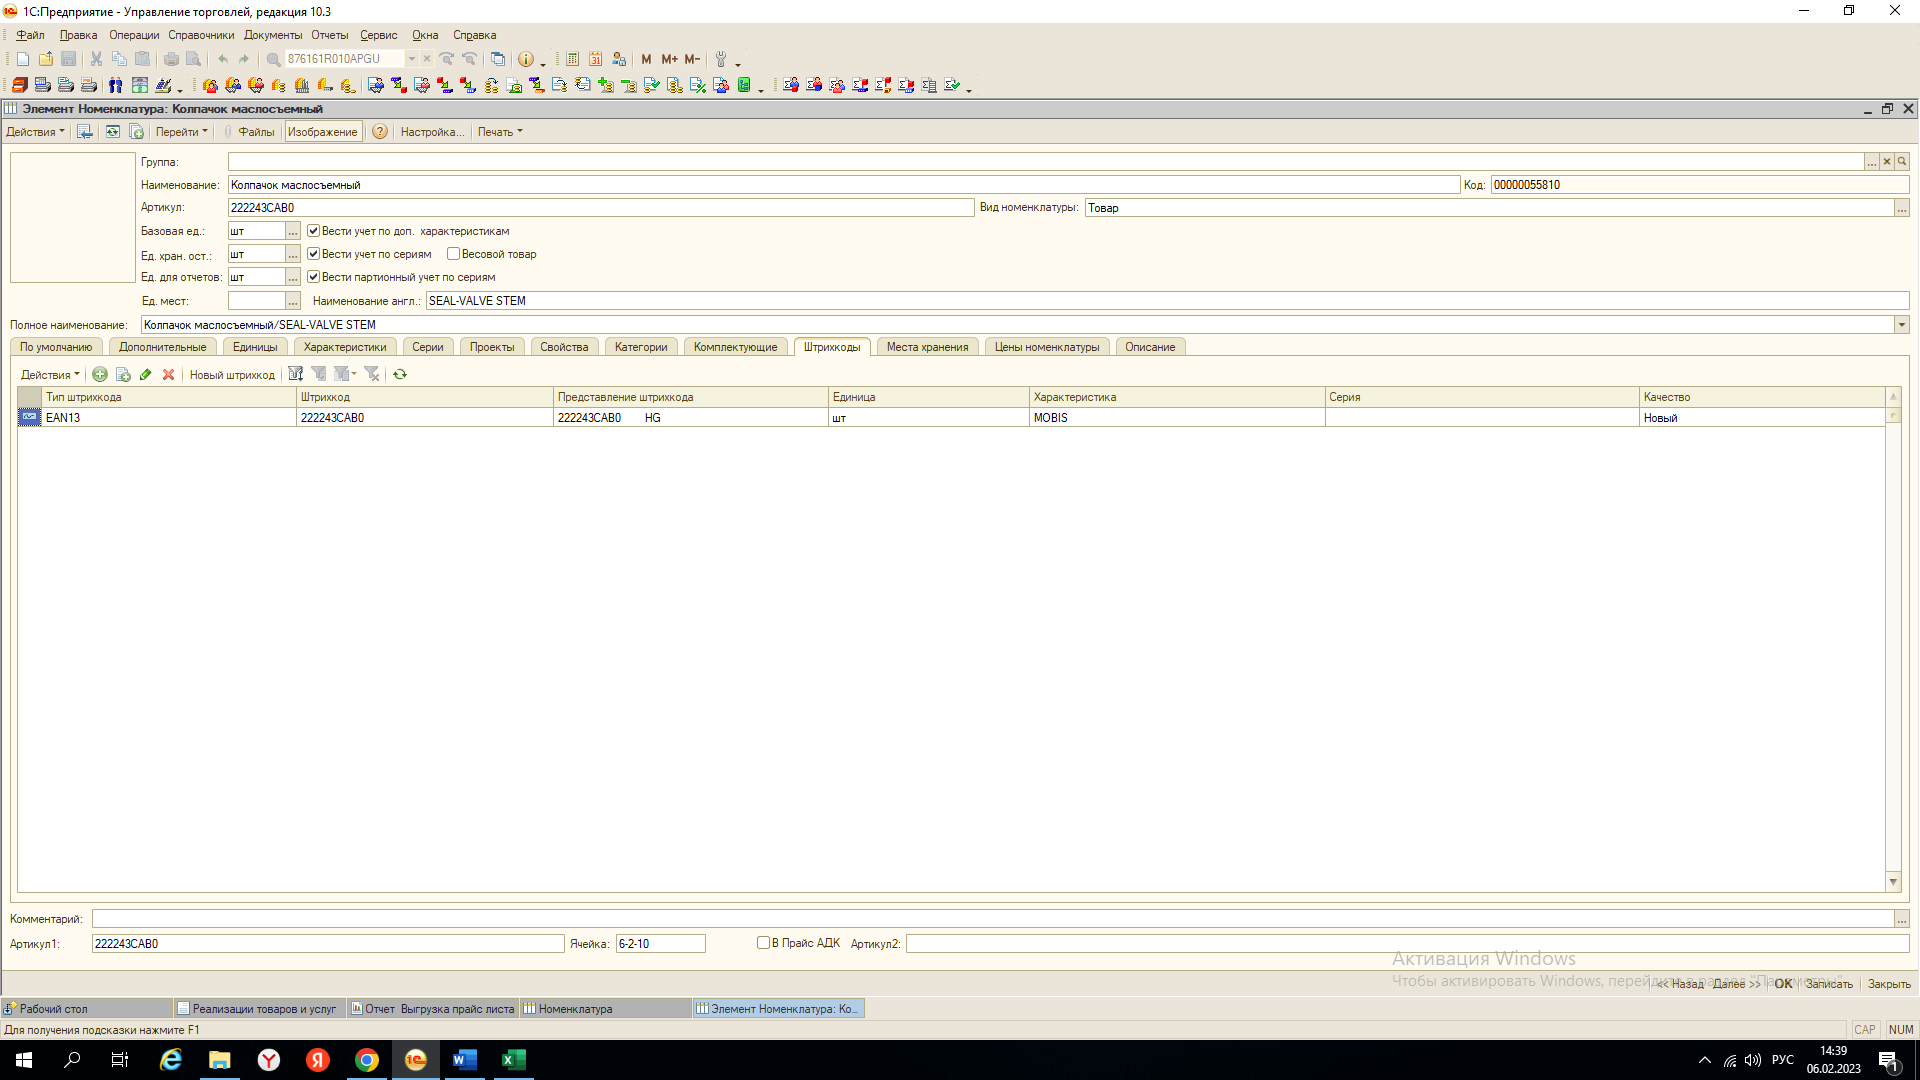 1С:Предприятие - Управление торговлей, редакция 10.3
Файл Правка Операции Справочники Документы Отчеты Сервис Окна Справка
876161R010APGU M M+ M-
Элемент Номенклатура: Колпачок маслосъемный
Действия Перейти Файлы Изображение Настройка... Печать
Группа:
Наименование: Колпачок маслосъемный Код: 00000055810
Артикул: 222243CAB0 Вид номенклатуры: Товар
Базовая ед.: шт Вести учет по доп. характеристикам
Ед. хран. ост.: шт Вести учет по сериям Весовой товар
Ед. для отчетов: шт Вести партионный учет по сериям
Ед. мест: Наименование англ.: SEAL-VALVE STEM
Полное наименование: Колпачок маслосъемный/SEAL-VALVE STEM
По умолчанию Дополнительные Единицы Характеристики Серии Проекты Свойства Категории Комплектующие Штрихкоды Места хранения Цены номенклатуры Описание
Действия Новый штрихкод
Тип штрихкода Штрихкод Представление штрихкода Единица Характеристика Серия Качество
EAN13 222243CAB0 222243CAB0 HG шт MOBIS Новый
Комментарий:
Артикул1: 222243CAB0 Ячейка: 6-2-10 В Прайс АДК Артикул2:
Активация Windows
Чтобы активировать Windows, перейдите в раздел "Параметры".
<< Назад Далее >> OK Записать Закрыть
Рабочий стол Реализации товаров и услуг Отчет Выгрузка прайс листа Номенклатура Элемент Номенклатура: Ко...
Для получения подсказки нажмите F1 CAP NUM
РУС 14:39
06.02.2023
1